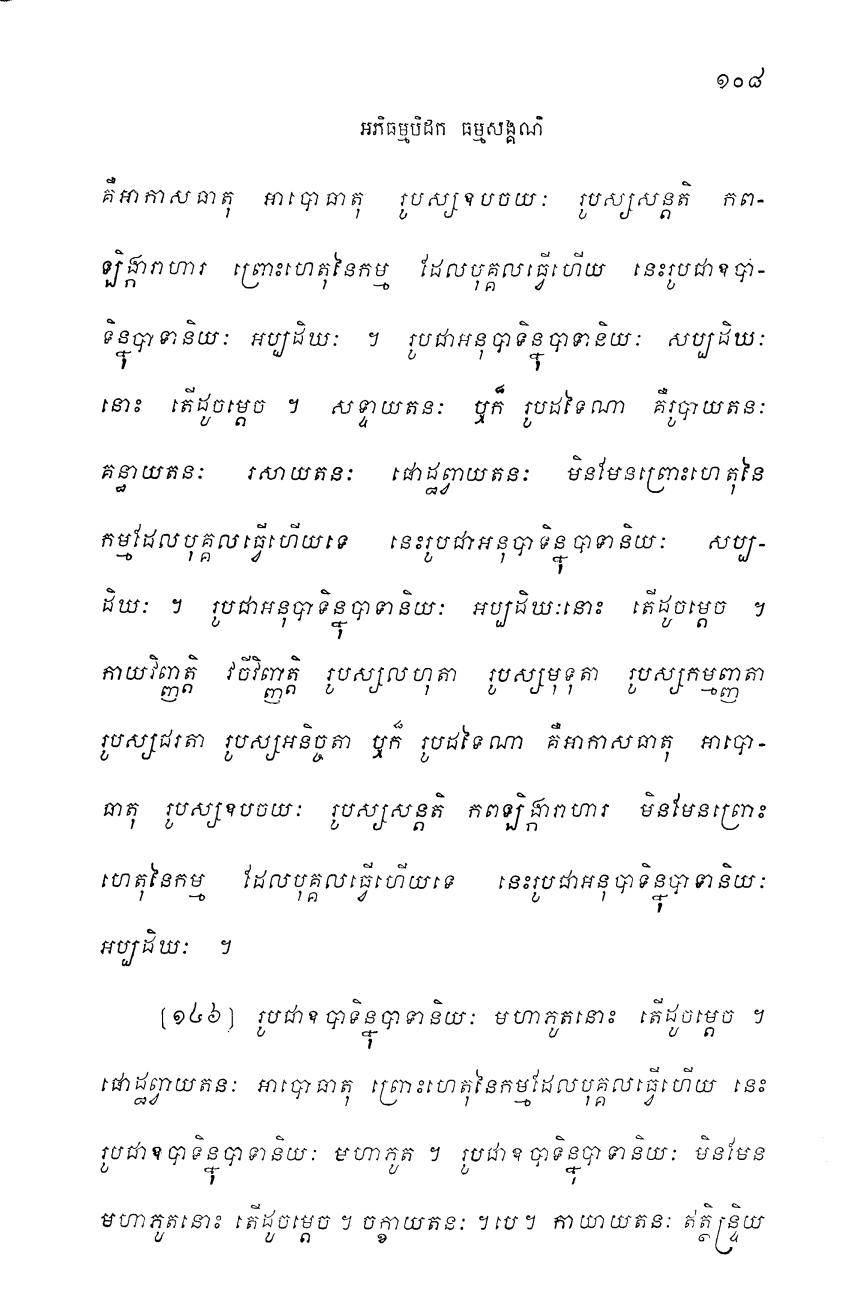 ១០៨
អភិធម្មបិដក ធម្មសង្គណិ
គឺអាកាសធាតុ អាបោធាតុ រូបស្សឧបចយៈ រូបស្សសន្តតិ កព-
ឡិង្ការាហារ ព្រោះហេតុនៃកម្ម ដែលបុគ្គលធ្វើហើយ នេះរូបជាឧបា-
ទិន្នុបាទានិយៈ អប្បដិឃៈ ។ រូបជាអនុបាទិន្នុបាទានិយៈ សប្បដិឃៈ
នោះ តើដូចម្តេច ។ សទ្ទាយតនៈ ឬក៏ រូបដទៃណា គឺរូបាយតនៈ
គន្ធាយតនៈ រសាយតនៈ ផោដ្ឋព្វាយតនៈ មិនមែនព្រោះហេតុនៃ
កម្មដែលបុគ្គលធ្វើហើយទេ នេះរូបជាអនុបាទិន្នុបាទានិយៈ សប្ប-
ដិឃៈ ។ រូបជាអនុបាទិន្នុបាទានិយៈ អប្បដិឃៈនោះ តើដូចម្តេច ។
កាយវិញ្ញត្តិ វចីវិញ្ញត្តិ រូបស្សលហុតា រូបស្សមុទុតា រូបស្សកម្មញ្ញតា
រូបស្សជរតា រូបស្សអនិច្ចតា ឬក៏ រូបដទៃណា គឺអាកាសធាតុ អាបោ-
ធាតុ រូបស្សឧបចយៈ រូបស្សសន្តតិ កពឡិង្ការាហារ មិនមែនព្រោះ
ហេតុនៃកម្ម ដែលបុគ្គលធ្វើហើយទេ នេះរូបជាអនុបាទិន្នុបាទានិយៈ
អប្បដិឃៈ ។
[១៤៦] រូបជាឧបាទិន្នុបាទានិយៈ មហាភូតនោះ តើដូចម្តេច ។
ផោដ្ឋព្វាយតនៈ អាបោធាតុ ព្រោះហេតុនៃកម្មដែលបុគ្គលធ្វើហើយ នេះ
រូបជាឧបាទិន្នុបាទានិយៈ មហាភូត ។ រូបជាឧបាទិន្នុបាទានិយៈ មិនមែន
មហាភូតនោះ តើដូចម្តេច ។ ចក្ខាយតនៈ ។បេ។ កាយាយតនៈ ឥត្ថិន្ទ្រិយ